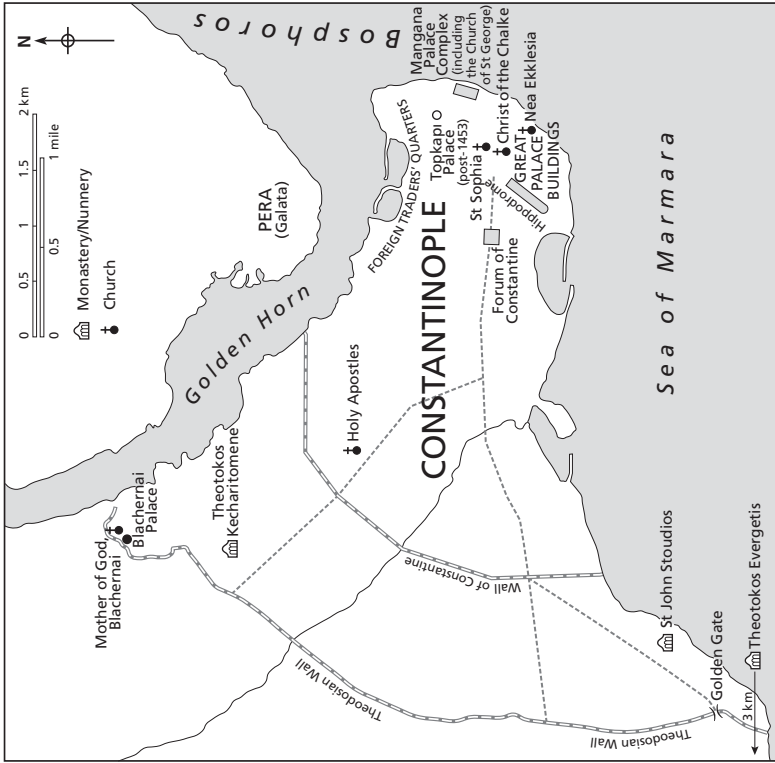 N
0 0.5 1 1.5 2 km
0 0.5 1 mile
Monastery/Nunnery
Church
Bosphoros
PERA
(Galata)
Golden Horn
Mother of God,
Blachernai
Blachernai
Palace
Theotokos
Kecharitomene
Holy Apostles
CONSTANTINOPLE
FOREIGN TRADERS' QUARTERS
Mangana
Palace
Complex
(including
the Church
of St George)
Topkapı
Palace
(post-1453)
St Sophia
Christ of the Chalke
Nea Ekklesia
GREAT
PALACE
BUILDINGS
Hippodrome
Forum of
Constantine
Wall of Constantine
Theodosian Wall
Theodosian Wall
St John Stoudios
Golden Gate
Theotokos Evergetis
3 km
Sea of Marmara